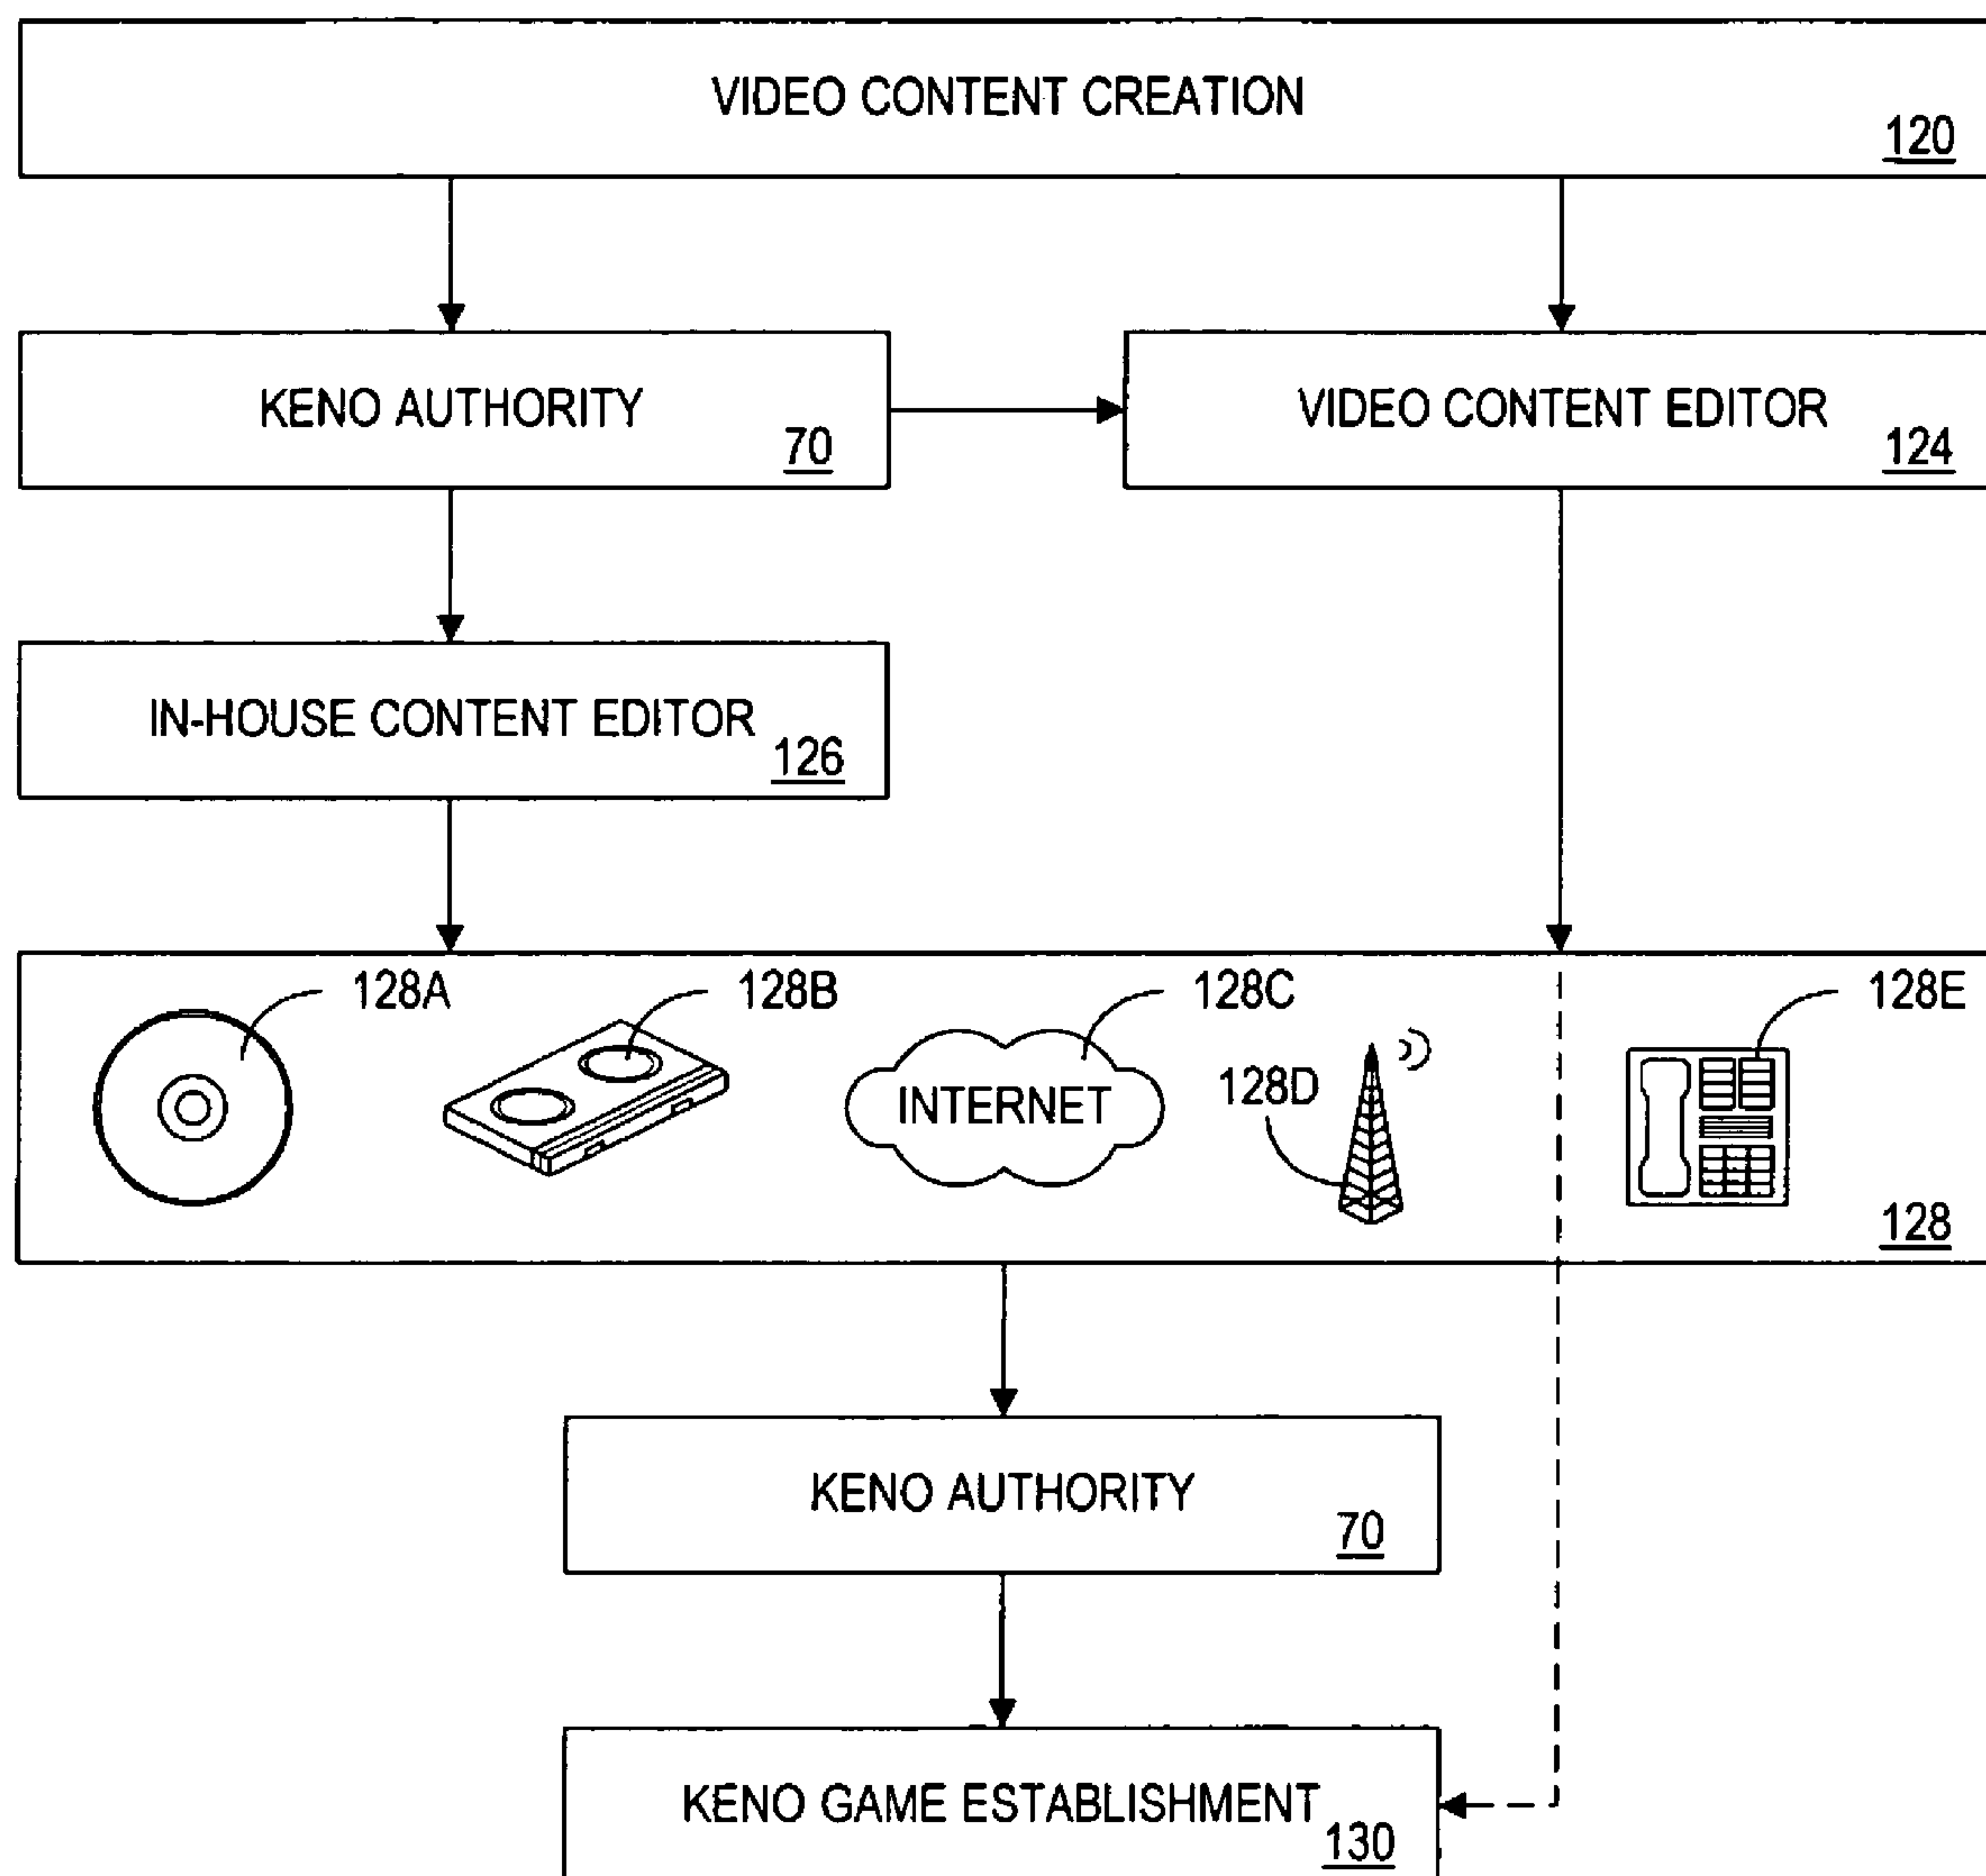 VIDEO CONTENT CREATION
120
KENO AUTHORITY
70
VIDEO CONTENT EDITOR
124
IN-HOUSE CONTENT EDITOR
126
128A
128B
128C
128E
INTERNET
128D
128
KENO AUTHORITY
70
KENO GAME ESTABLISHMENT
130